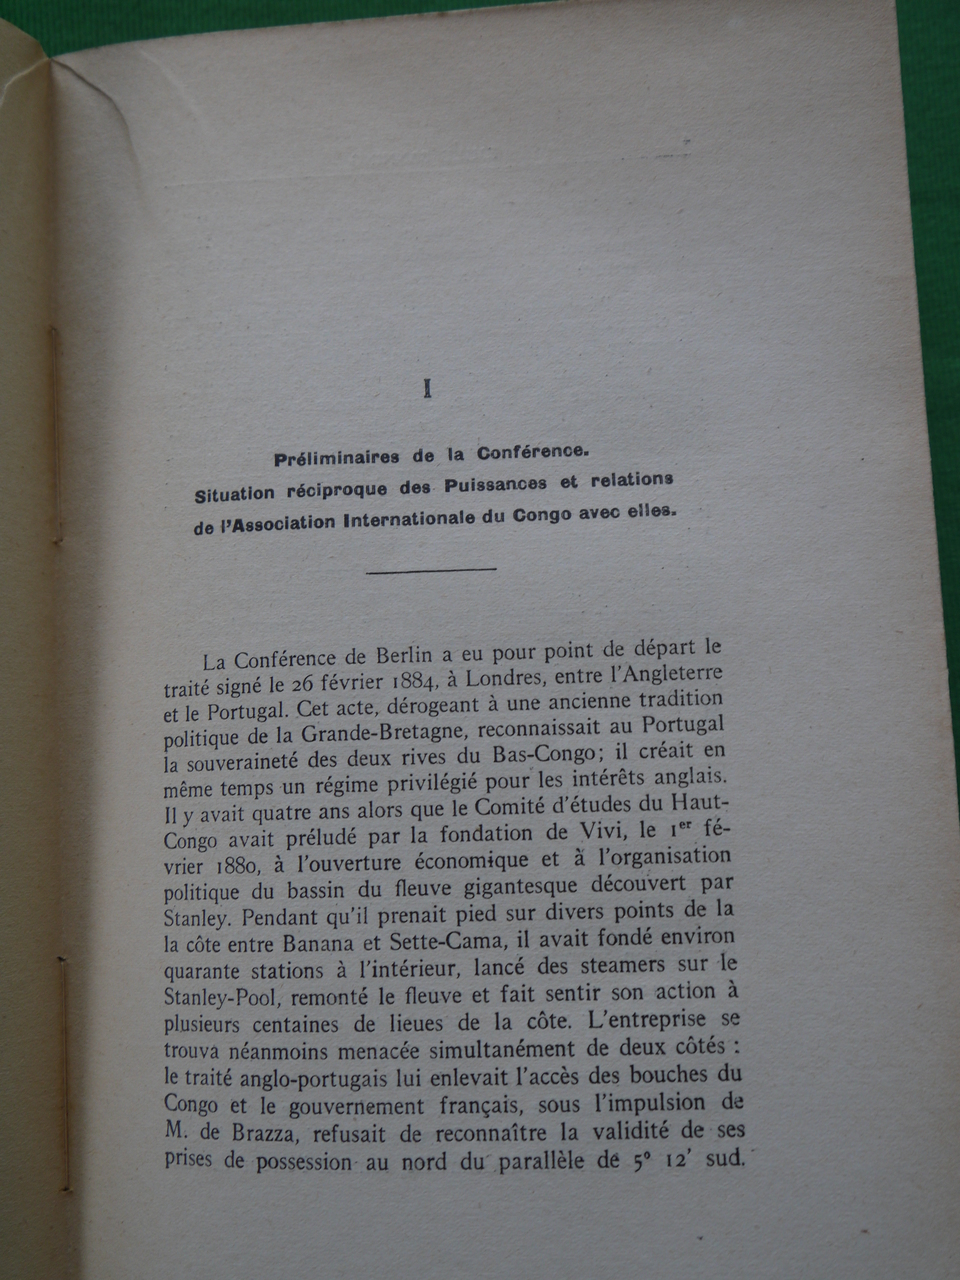 I
Préliminaires de la Conférence.
Situation réciproque des Puissances et relations
de l'Association Internationale du Congo avec elles.
La Conférence de Berlin a eu pour point de départ le
traité signé le 26 février 1884, à Londres, entre l'Angleterre
et le Portugal. Cet acte, dérogeant à une ancienne tradition
politique de la Grande-Bretagne, reconnaissait au Portugal
la souveraineté des deux rives du Bas-Congo; il créait en
même temps un régime privilégié pour les intérêts anglais.
Il y avait quatre ans alors que le Comité d'études du Haut-
Congo avait préludé par la fondation de Vivi, le 1er fé-
vrier 1880, à l'ouverture économique et à l'organisation
politique du bassin du fleuve gigantesque découvert par
Stanley. Pendant qu'il prenait pied sur divers points de la
la côte entre Banana et Sette-Cama, il avait fondé environ
quarante stations à l'intérieur, lancé des steamers sur le
Stanley-Pool, remonté le fleuve et fait sentir son action à
plusieurs centaines de lieues de la côte. L'entreprise se
trouva néanmoins menacée simultanément de deux côtés :
le traité anglo-portugais lui enlevait l'accès des bouches du
Congo et le gouvernement français, sous l'impulsion de
M. de Brazza, refusait de reconnaître la validité de ses
prises de possession au nord du parallèle de 5° 12' sud.